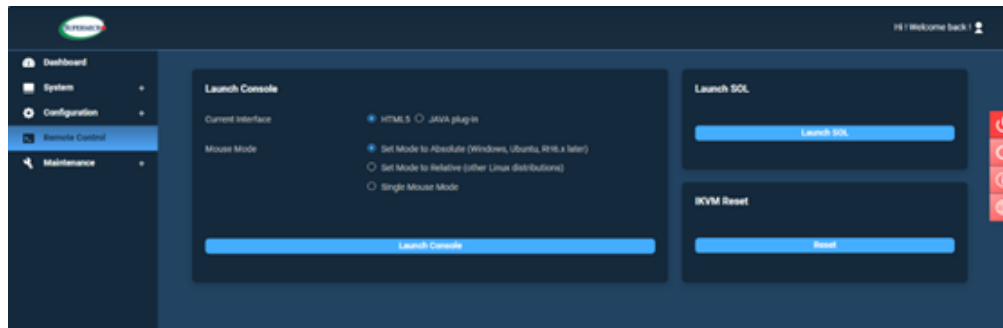 SUPERMICR
Hi ! Welcome back !
Dashboard
System +
Configuration +
Remote Control
Maintenance +
Launch Console
Current Interface
HTML5
JAVA plug-in
Mouse Mode
Set Mode to Absolute (Windows, Ubuntu, RH6.x later)
Set Mode to Relative (other Linux distributions)
Single Mouse Mode
Launch Console
Launch SOL
Launch SOL
IKVM Reset
Reset